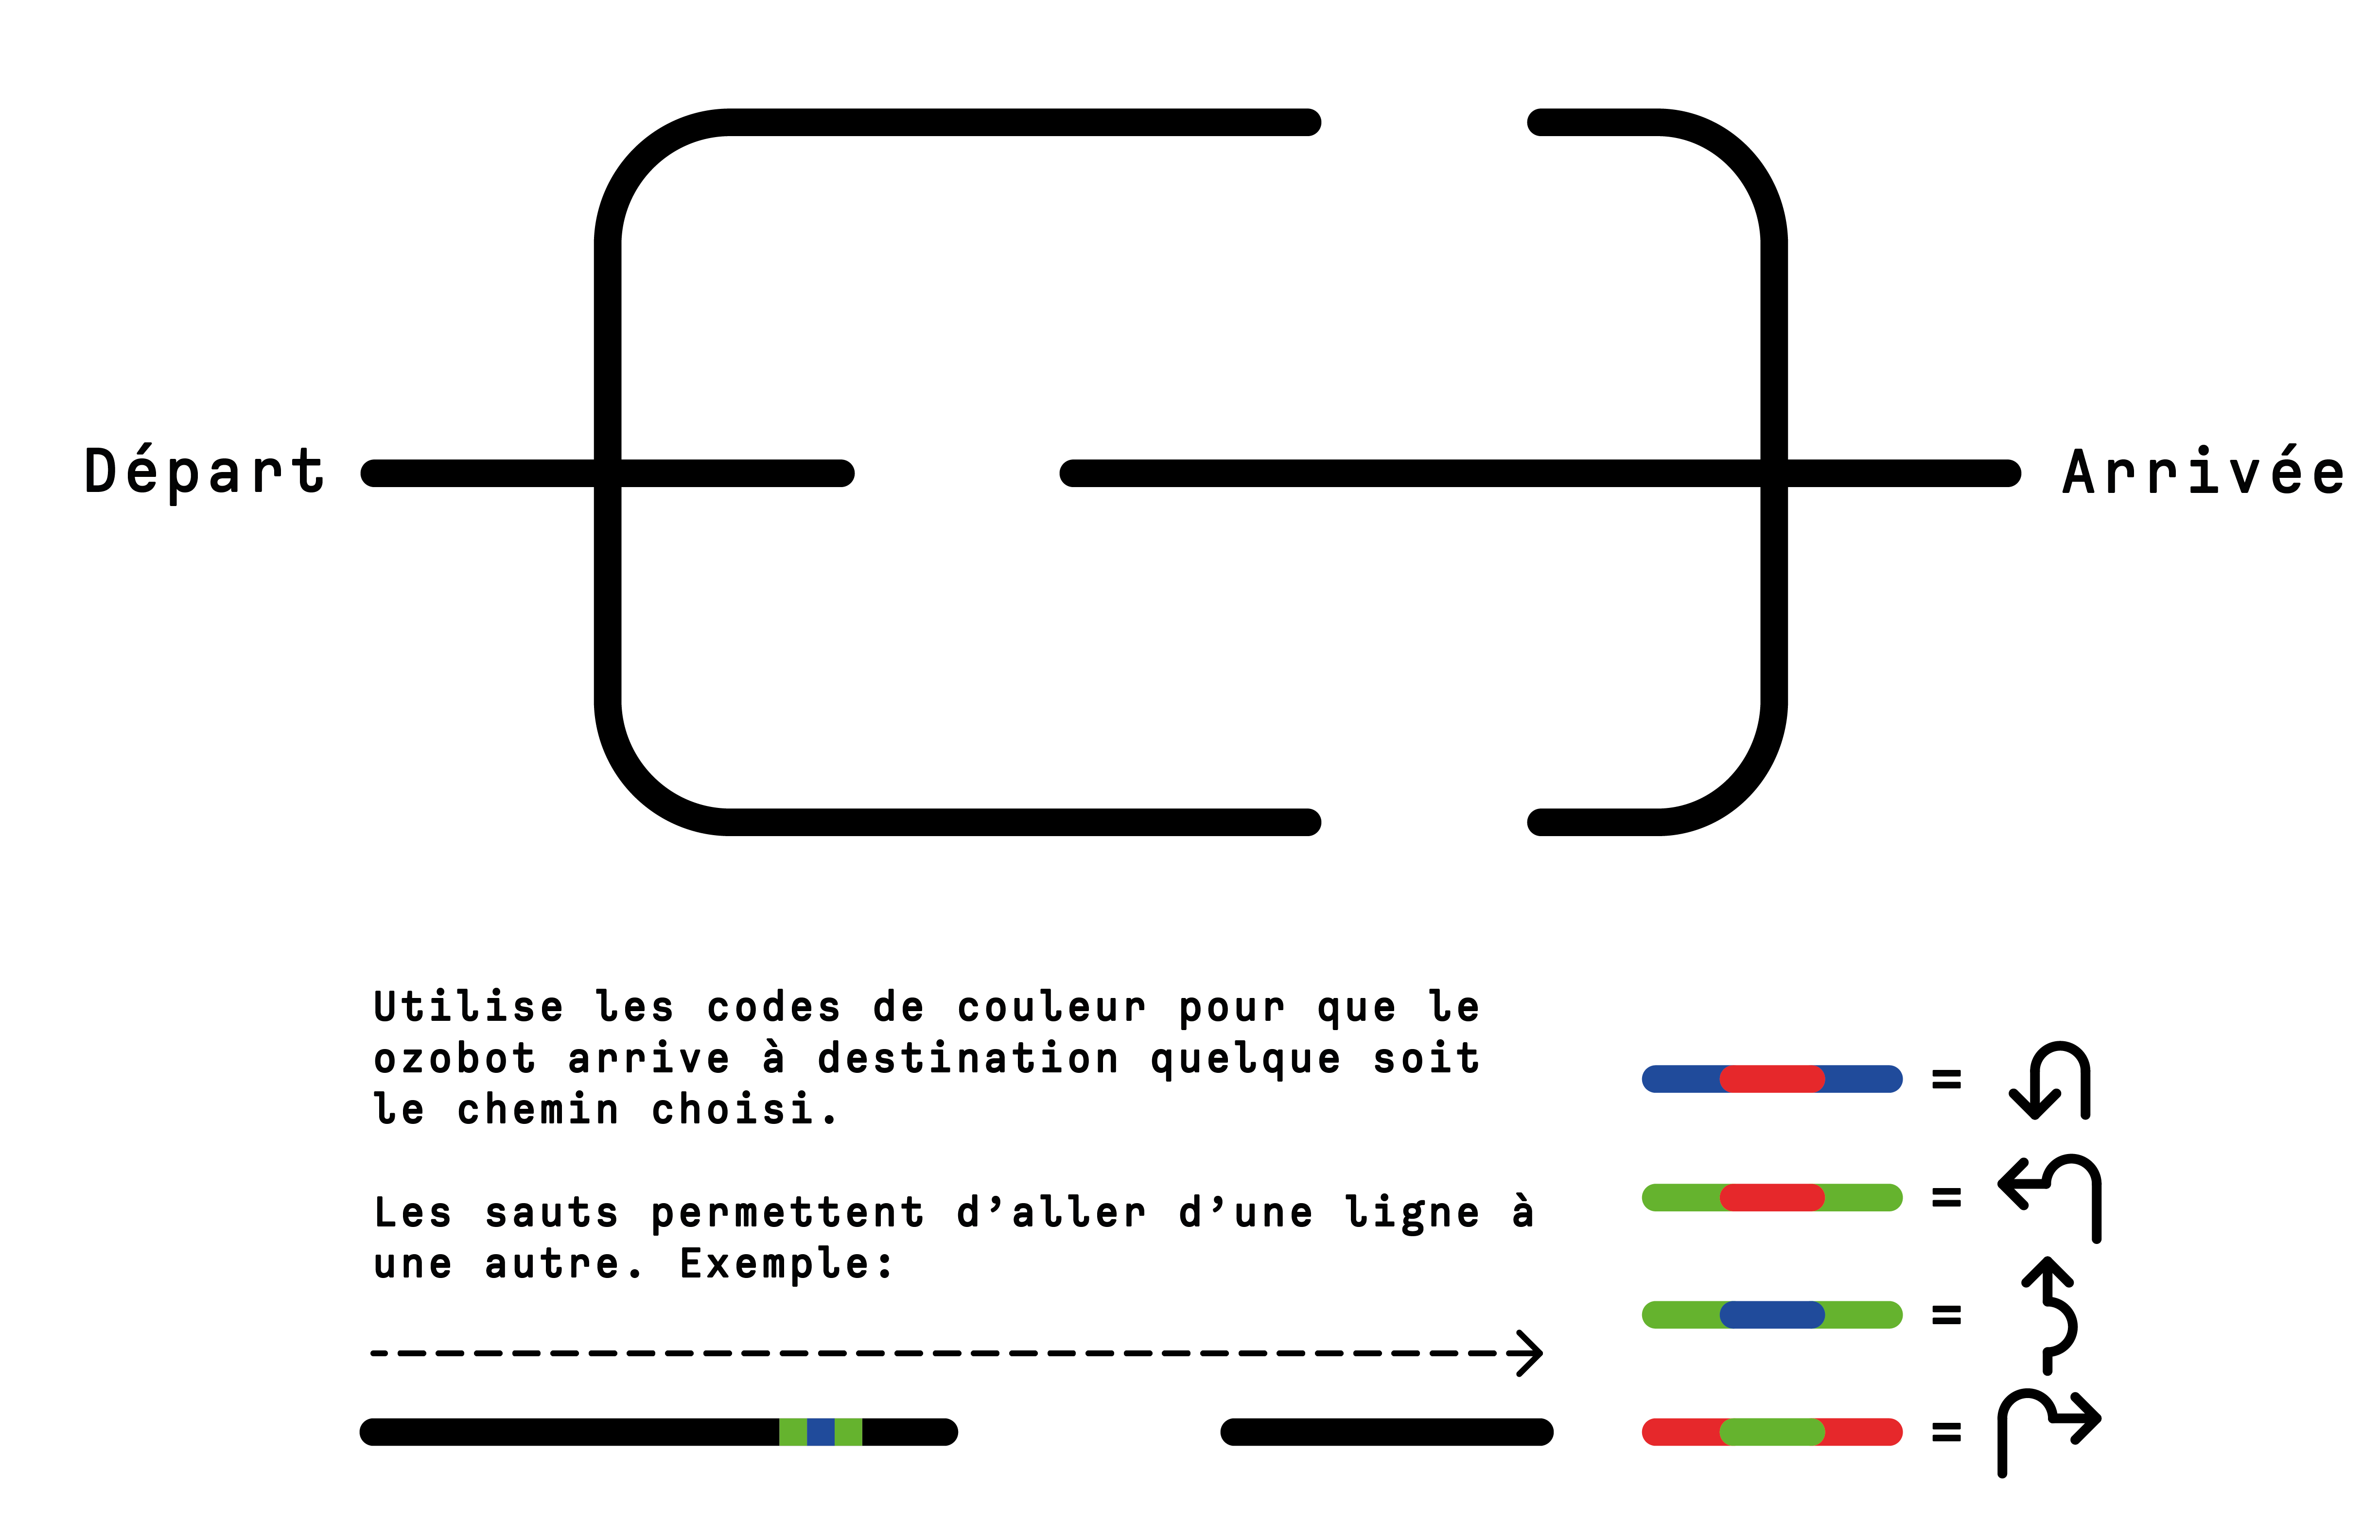 Départ
Arrivée
Utilise les codes de couleur pour que le
ozobot arrive à destination quelque soit
le chemin choisi.
Les sauts permettent d’aller d’une ligne à
une autre. Exemple:
=
=
=
=